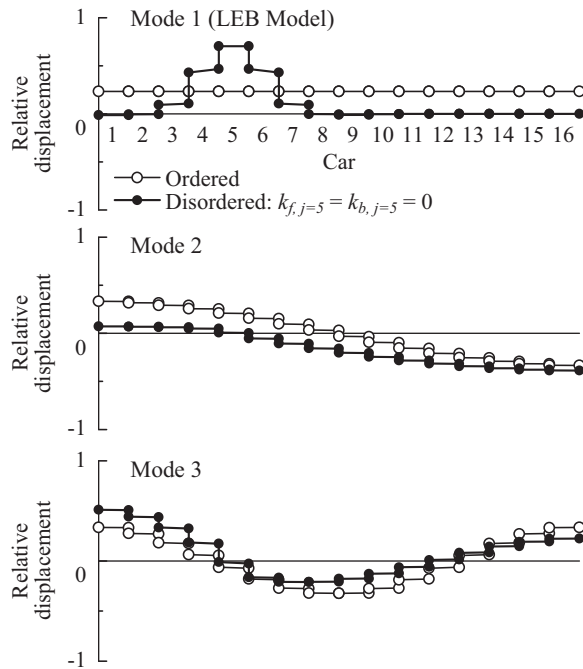 Mode 1 (LEB Model)
1
0
-1
Relative displacement
1 2 3 4 5 6 7 8 9 10 11 12 13 14 15 16
Car
Ordered
Disordered: k_{f, j=5} = k_{b, j=5} = 0
Mode 2
1
0
-1
Relative displacement
Mode 3
1
0
-1
Relative displacement